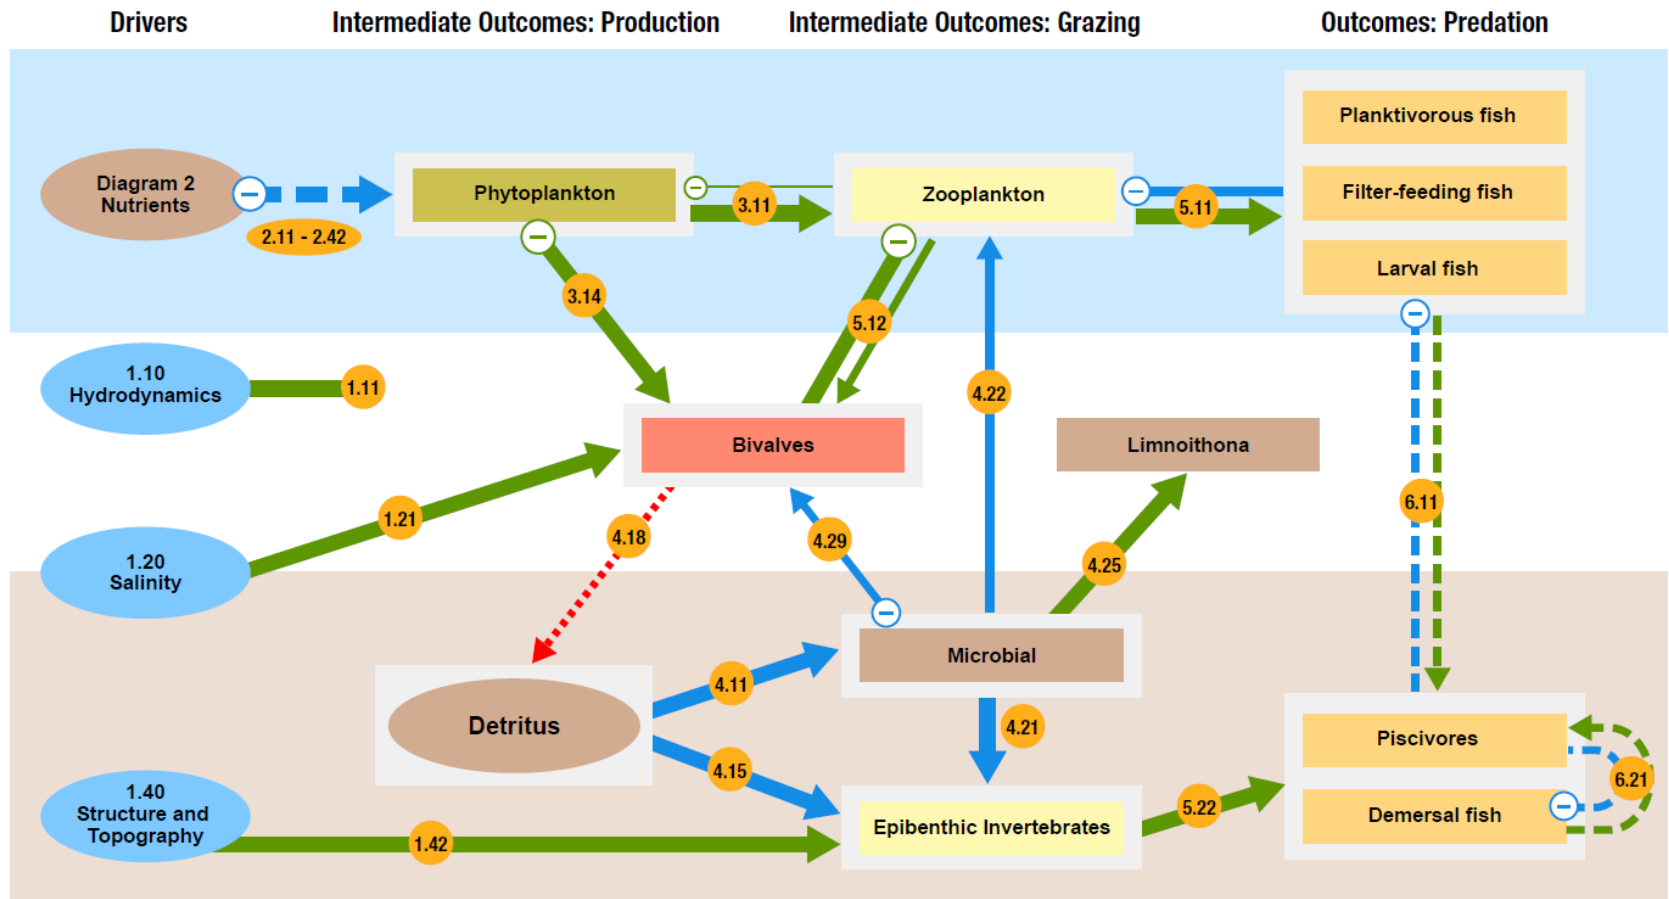 Drivers
Intermediate Outcomes: Production
Intermediate Outcomes: Grazing
Outcomes: Predation
Diagram 2
Nutrients
2.11 - 2.42
Phytoplankton
3.11
Zooplankton
5.11
Planktivorous fish
Filter-feeding fish
Larval fish
3.14
5.12
1.10
Hydrodynamics
1.11
4.22
Bivalves
Limnoithona
1.21
4.18
4.29
4.25
6.11
1.20
Salinity
Microbial
4.11
Detritus
4.21
4.15
Piscivores
6.21
Demersal fish
1.40
Structure and
Topography
1.42
Epibenthic Invertebrates
5.22